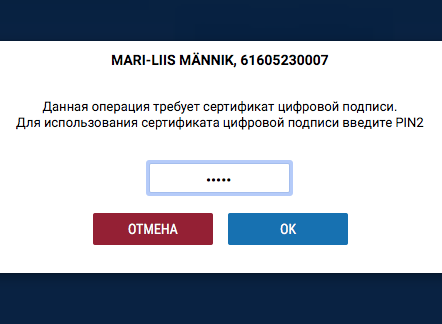 MARI-LIIS MÄNNIK, 61605230007
Данная операция требует сертификат цифровой подписи.
Для использования сертификата цифровой подписи введите PIN2
•••••
ОТМЕНА
OK